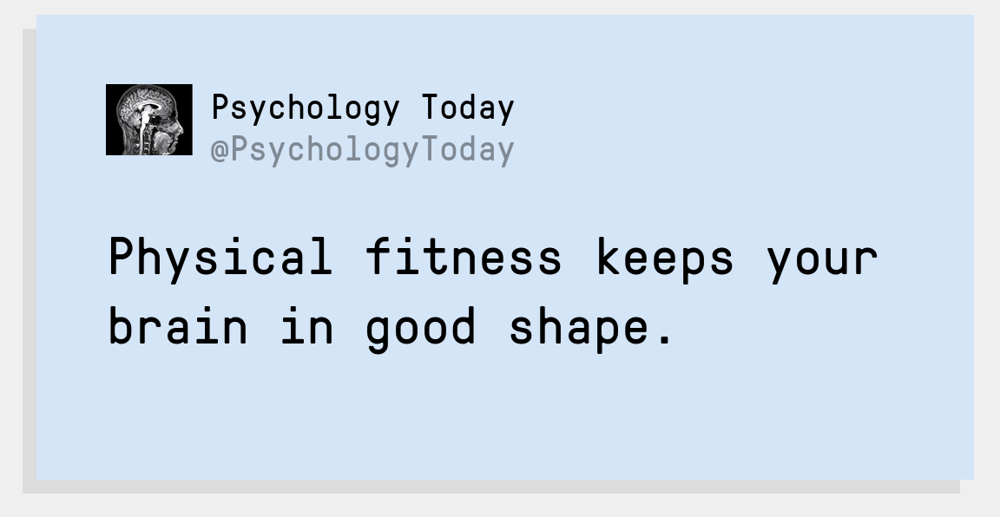 Psychology Today
@PsychologyToday
Physical fitness keeps your
brain in good shape.